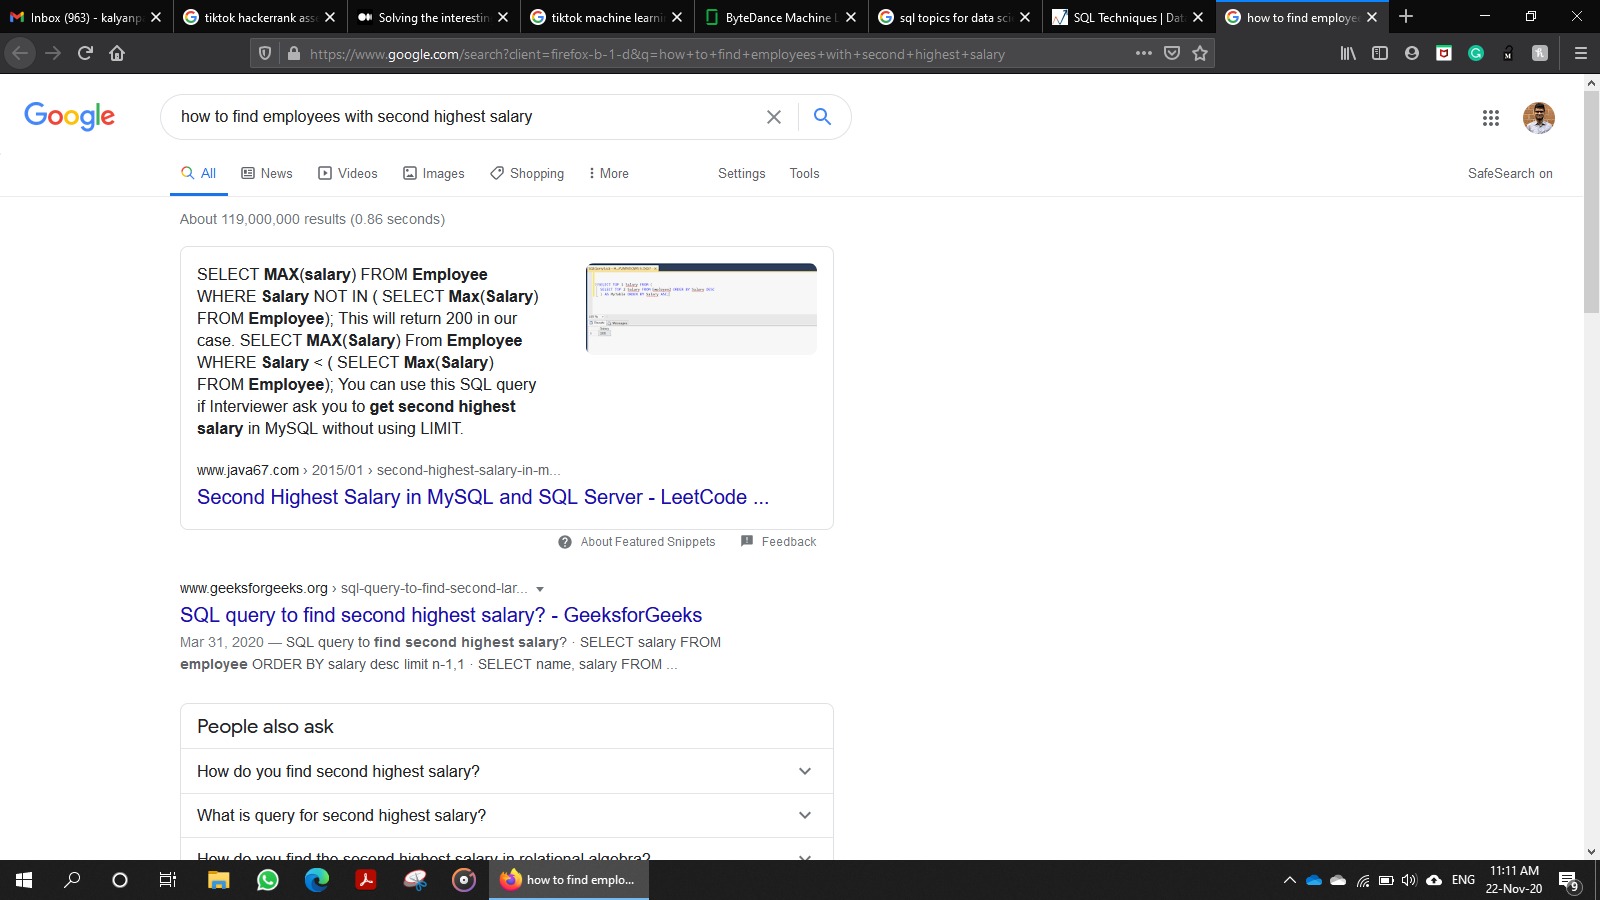 Inbox (963) - kalyanp
tiktok hackerrank ass
Solving the interestin
tiktok machine learni
ByteDance Machine L
sql topics for data sci
SQL Techniques | Dat
how to find employee
https://www.google.com/search?client=firefox-b-1-d&q=how+to+find+employees+with+second+highest+salary
Google
how to find employees with second highest salary
All
News
Videos
Images
Shopping
More
Settings
Tools
SafeSearch on
About 119,000,000 results (0.86 seconds)
SELECT MAX(salary) FROM Employee
WHERE Salary NOT IN ( SELECT Max(Salary)
FROM Employee); This will return 200 in our
case. SELECT MAX(Salary) From Employee
WHERE Salary < ( SELECT Max(Salary)
FROM Employee); You can use this SQL query
if Interviewer ask you to get second highest
salary in MySQL without using LIMIT.
www.java67.com › 2015/01 › second-highest-salary-in-m...
Second Highest Salary in MySQL and SQL Server - LeetCode ...
About Featured Snippets
Feedback
www.geeksforgeeks.org › sql-query-to-find-second-lar...
SQL query to find second highest salary? - GeeksforGeeks
Mar 31, 2020 — SQL query to find second highest salary? · SELECT salary FROM
employee ORDER BY salary desc limit n-1,1 · SELECT name, salary FROM ...
People also ask
How do you find second highest salary?
What is query for second highest salary?
How do you find the second highest salary in relational algebra?
how to find emplo...
ENG
11:11 AM
22-Nov-20
9